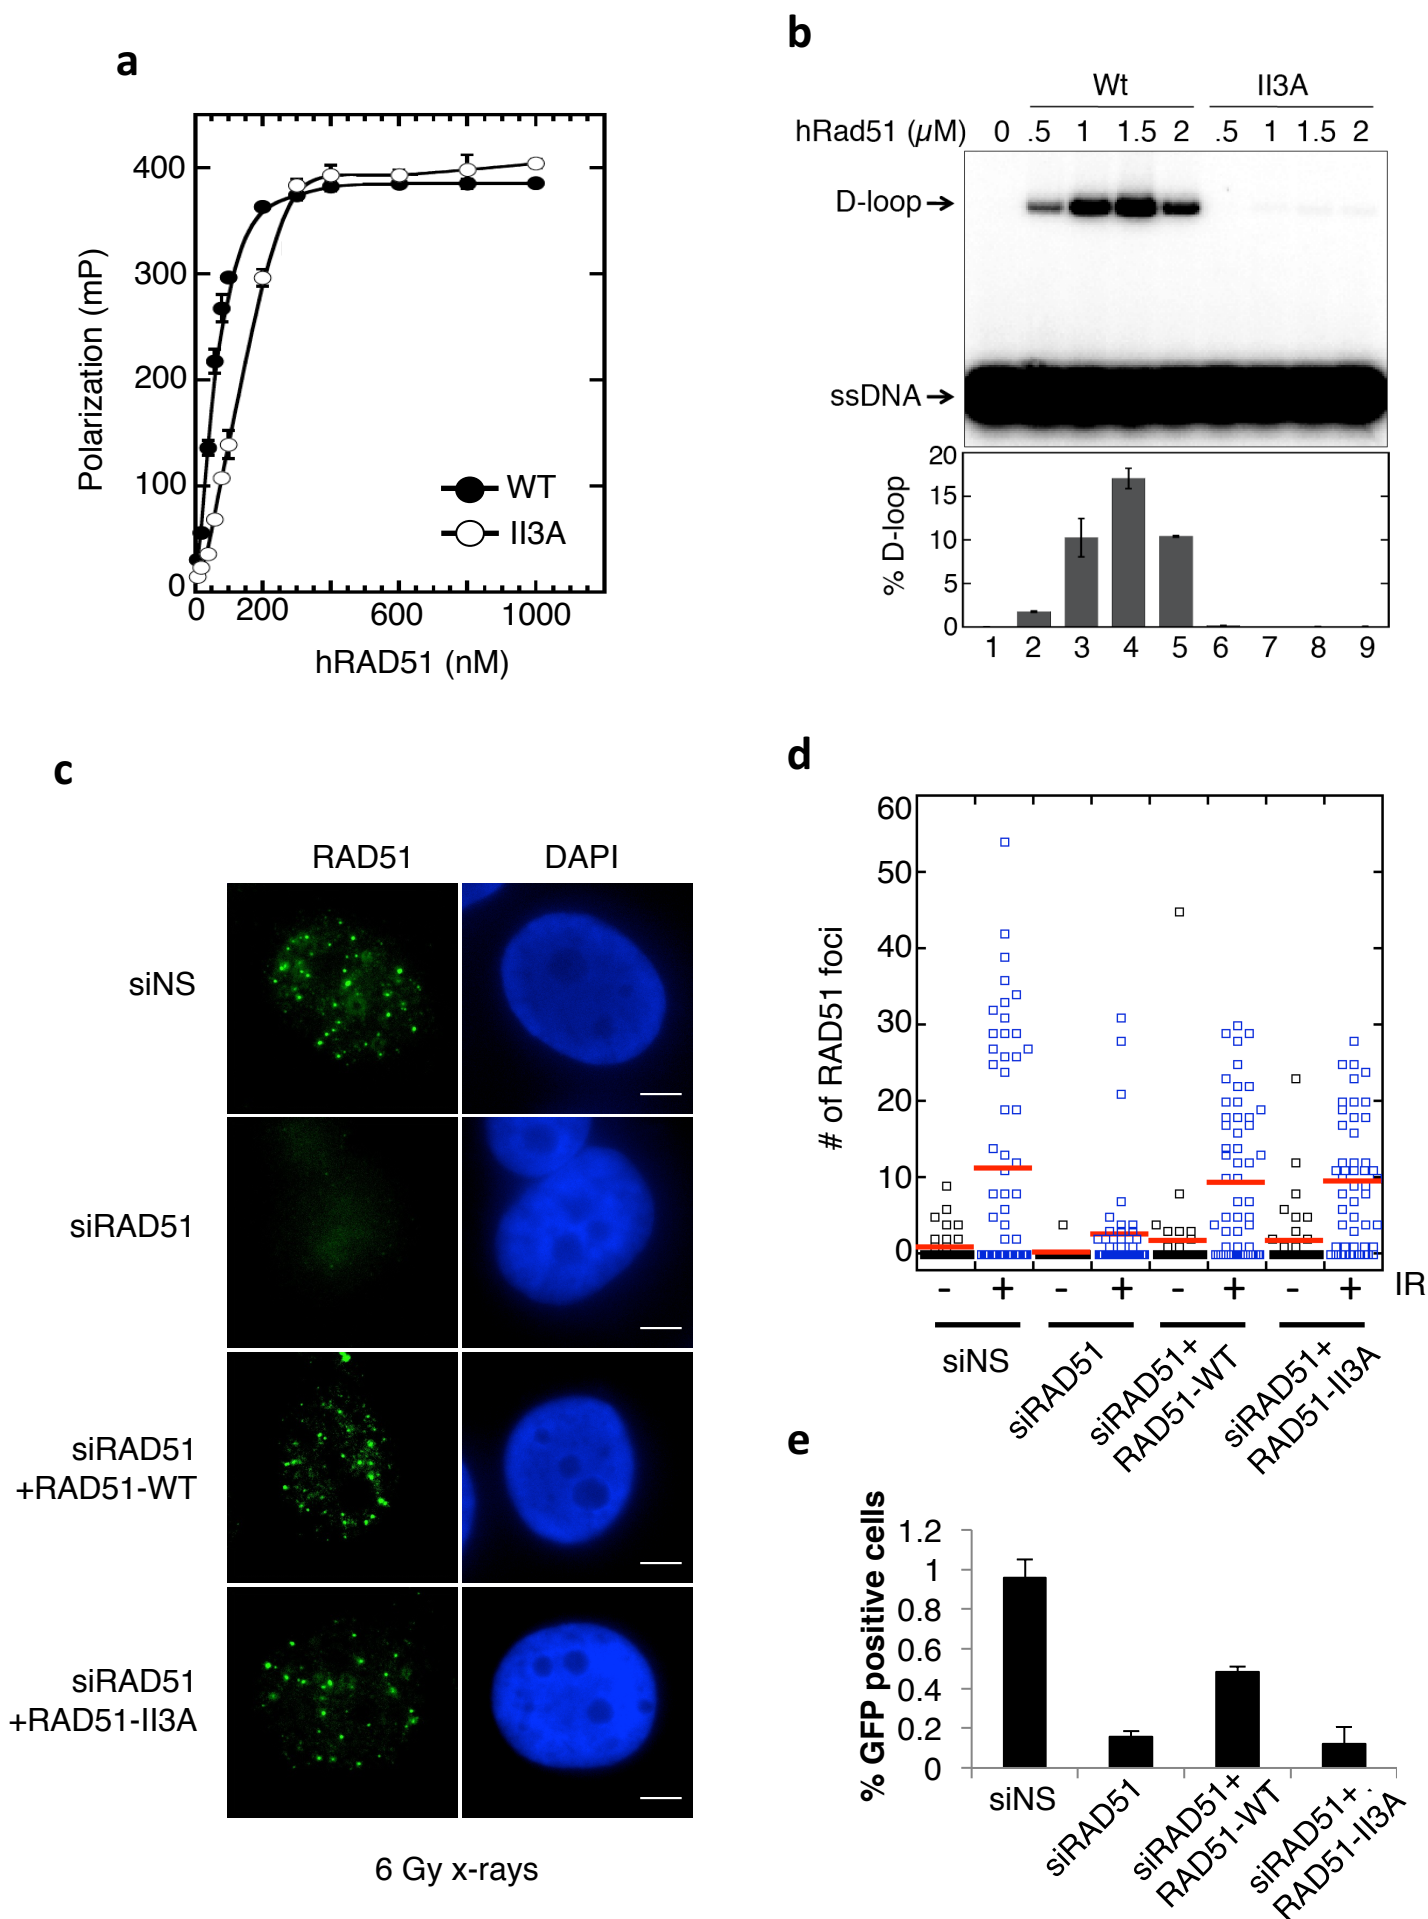 a
400
300
200
100
0
0 200 600 1000
Polarization (mP)
hRAD51 (nM)
WT
II3A
b
Wt II3A
hRad51 (µM) 0 .5 1 1.5 2 .5 1 1.5 2
D-loop
ssDNA
20
15
10
5
0
% D-loop
1 2 3 4 5 6 7 8 9
c
RAD51 DAPI
siNS
siRAD51
siRAD51
+RAD51-WT
siRAD51
+RAD51-II3A
6 Gy x-rays
d
60
50
40
30
20
10
0
# of RAD51 foci
- + - + - + - + IR
siNS
siRAD51
siRAD51+
RAD51-WT
siRAD51+
RAD51-II3A
e
1.2
1
0.8
0.6
0.4
0.2
0
% GFP positive cells
siNS
siRAD51
siRAD51+
RAD51-WT
siRAD51+
RAD51-II3A